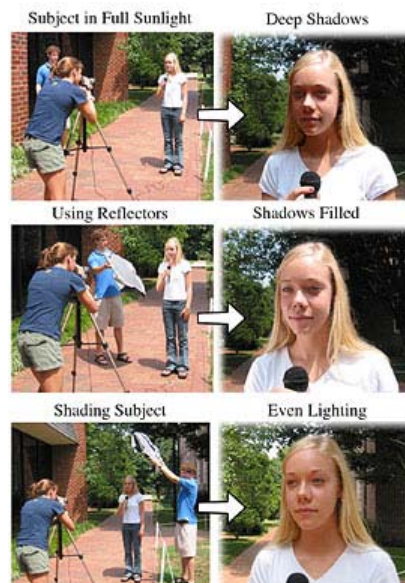 Subject in Full Sunlight
Deep Shadows
Using Reflectors
Shadows Filled
Shading Subject
Even Lighting